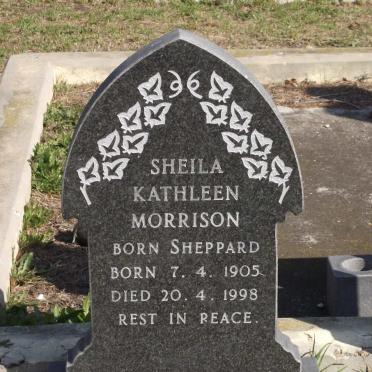 SHEILA
KATHLEEN
MORRISON
BORN SHEPPARD
BORN 7. 4. 1905
DIED 20. 4. 1998
REST IN PEACE.